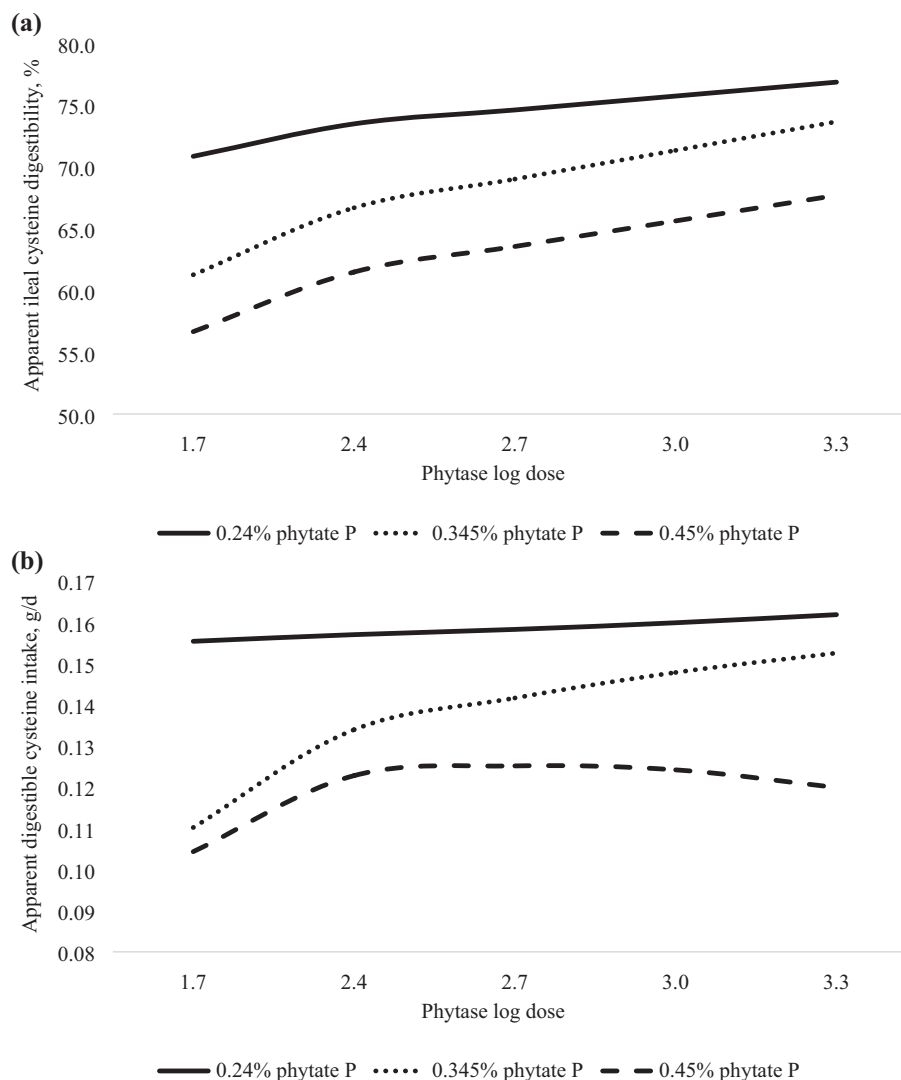 (a)
Apparent ileal cysteine digestibility, %
80.0
75.0
70.0
65.0
60.0
55.0
50.0
1.7 2.4 2.7 3.0 3.3
Phytase log dose
0.24% phytate P 0.345% phytate P 0.45% phytate P
(b)
Apparent digestible cysteine intake, g/d
0.17
0.16
0.15
0.14
0.13
0.12
0.11
0.10
0.09
0.08
1.7 2.4 2.7 3.0 3.3
Phytase log dose
0.24% phytate P 0.345% phytate P 0.45% phytate P